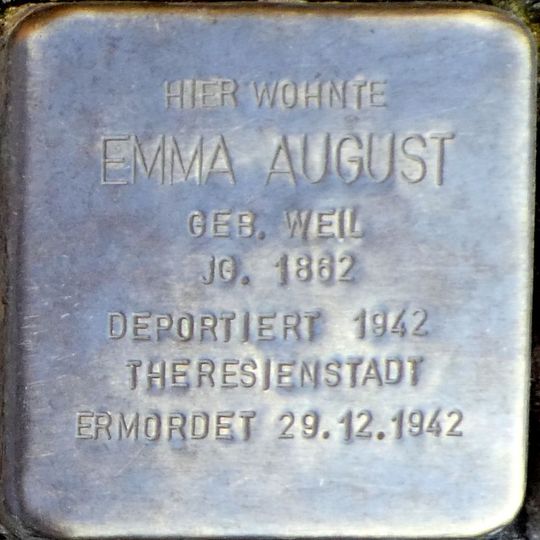 HIER WOHNTE
EMMA AUGUST
GEB. WEIL
JG. 1862
DEPORTIERT 1942
THERESIENSTADT
ERMORDET 29.12.1942